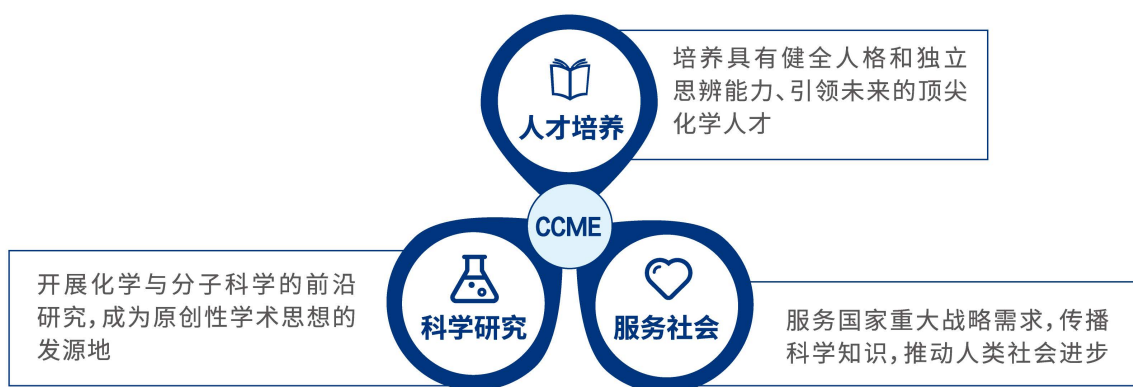 人才培养
培养具有健全人格和独立
思辨能力、引领未来的顶尖
化学人才
CCME
科学研究
开展化学与分子科学的前沿
研究,成为原创性学术思想的
发源地
服务社会
服务国家重大战略需求,传播
科学知识,推动人类社会进步